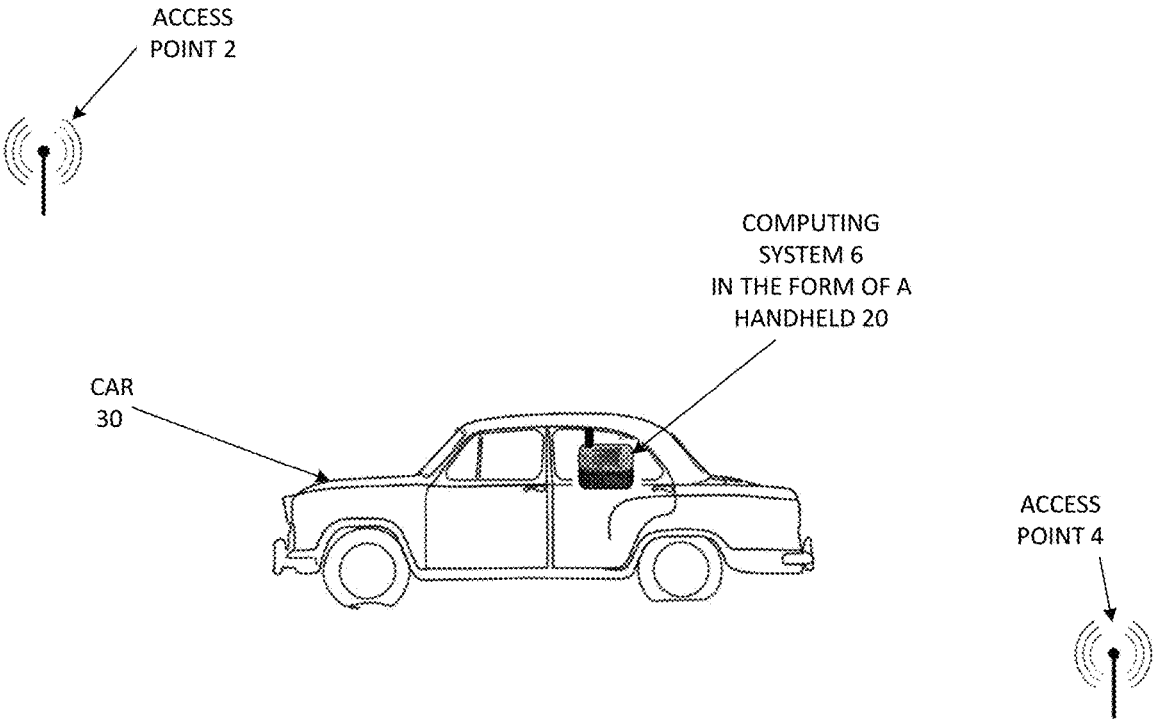 ACCESS
POINT 2
COMPUTING
SYSTEM 6
IN THE FORM OF A
HANDHELD 20
CAR
30
ACCESS
POINT 4